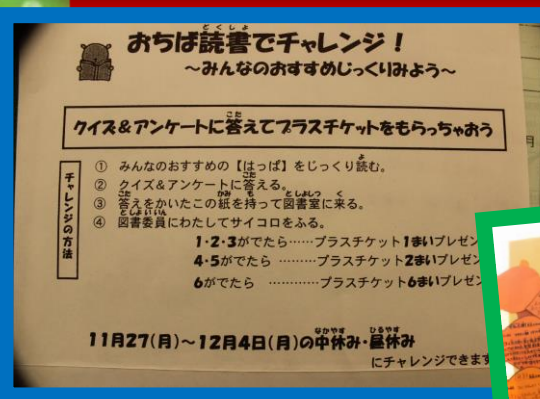 おちば読書でチャレンジ！
～みんなのおすすめじっくりみよう～
クイズ&アンケートに答えてプラスチケットをもらっちゃおう
チャレンジの方法
① みんなのおすすめの【はっぱ】をじっくり読む。
② クイズ&アンケートに答える。
③ 答えをかいたこの紙を持って図書室に来る。
④ 図書委員にわたしてサイコロをふる。
1・2・3がでたら……プラスチケット1まいプレゼン
4・5がでたら ………プラスチケット2まいプレゼン
6がでたら …………プラスチケット6まいプレゼン
11月27(月)～12月4日(月)の中休み・昼休み
にチャレンジできます
月